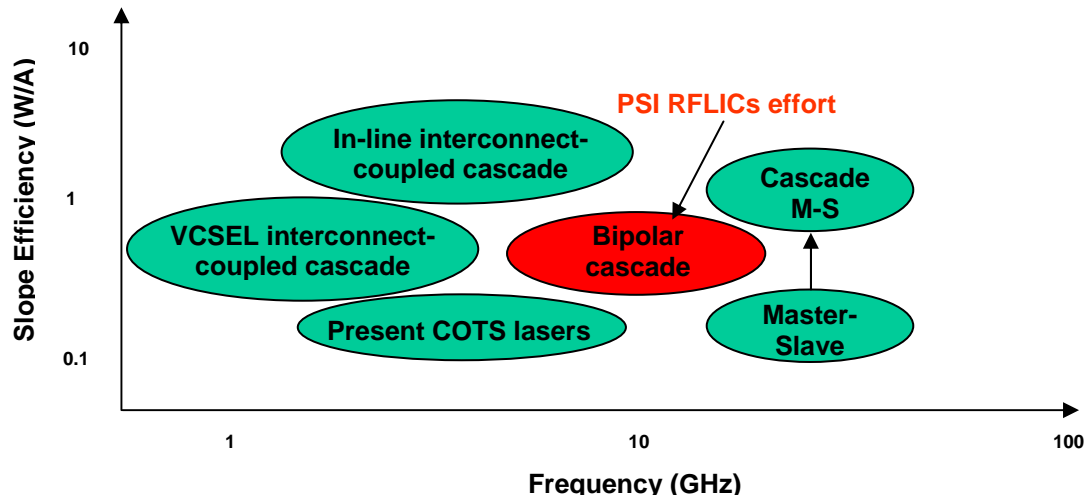 10
PSI RFLICs effort
In-line interconnect-
coupled cascade
Cascade
M-S
1
VCSEL interconnect-
coupled cascade
Bipolar
cascade
Present COTS lasers
Master-
Slave
0.1
Slope Efficiency (W/A)
1
10
100
Frequency (GHz)